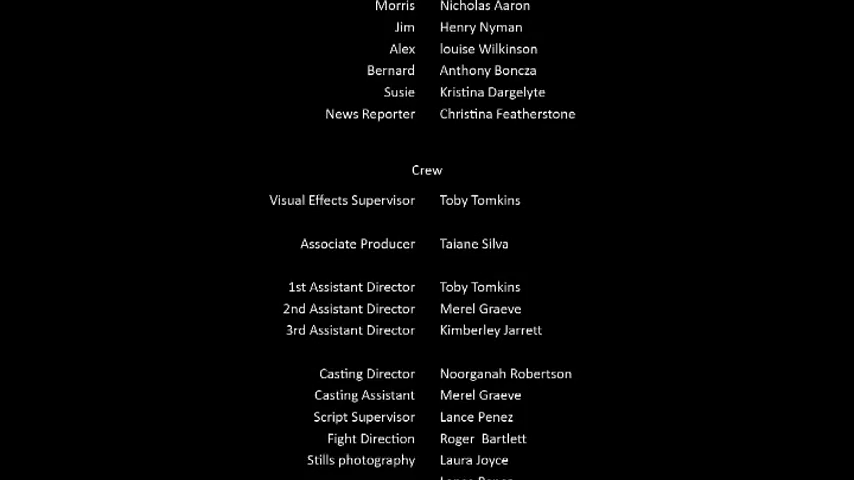 Morris Nicholas Aaron
Jim Henry Nyman
Alex louise Wilkinson
Bernard Anthony Boncza
Susie Kristina Dargelyte
News Reporter Christina Featherstone
Crew
Visual Effects Supervisor Toby Tomkins
Associate Producer Taiane Silva
1st Assistant Director Toby Tomkins
2nd Assistant Director Merel Graeve
3rd Assistant Director Kimberley Jarrett
Casting Director Noorganah Robertson
Casting Assistant Merel Graeve
Script Supervisor Lance Penez
Fight Direction Roger  Bartlett
Stills photography Laura Joyce